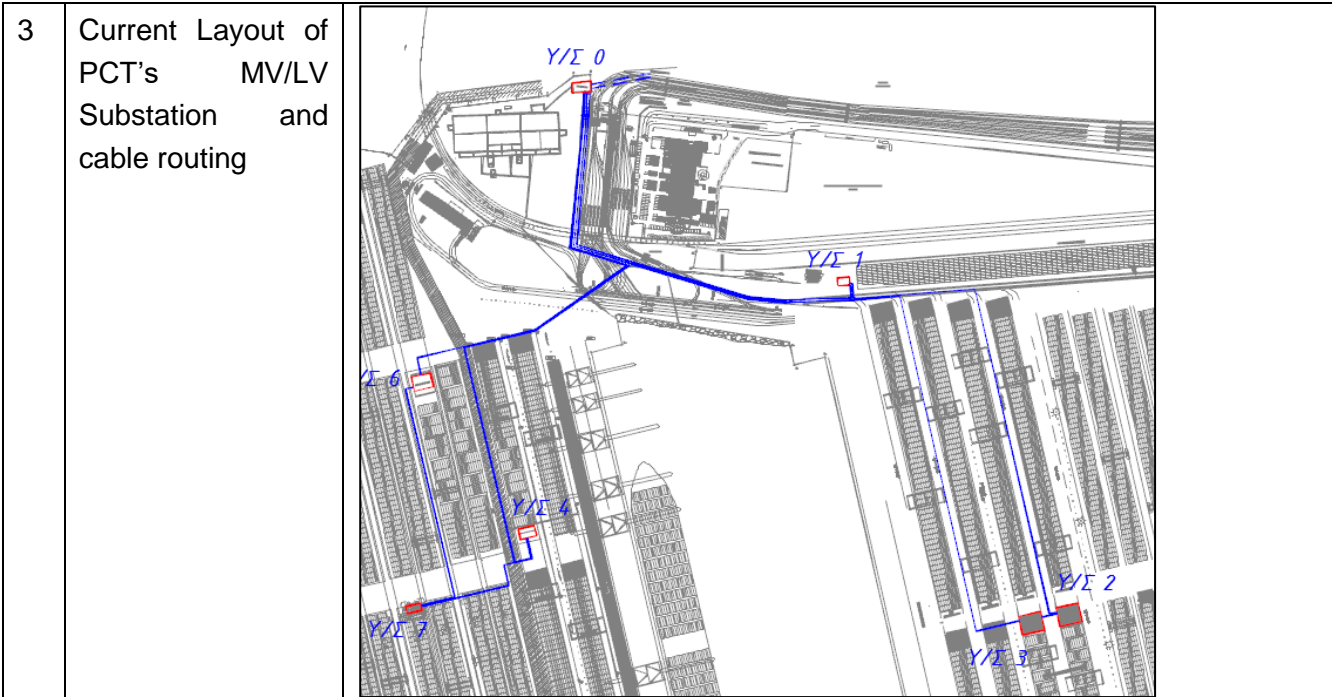 3
Current Layout of
PCT's MV/LV
Substation and
cable routing
Υ/Σ 0
Υ/Σ 1
/Σ 6
Υ/Σ 4
Υ/Σ 7
Υ/Σ 2
Υ/Σ 3